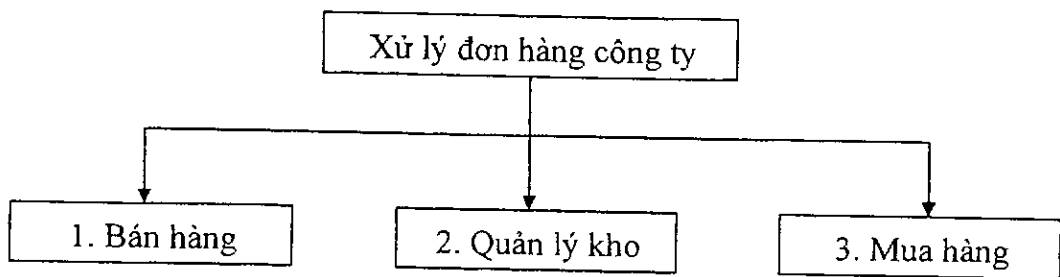 Xử lý đơn hàng công ty
1. Bán hàng
2. Quản lý kho
3. Mua hàng